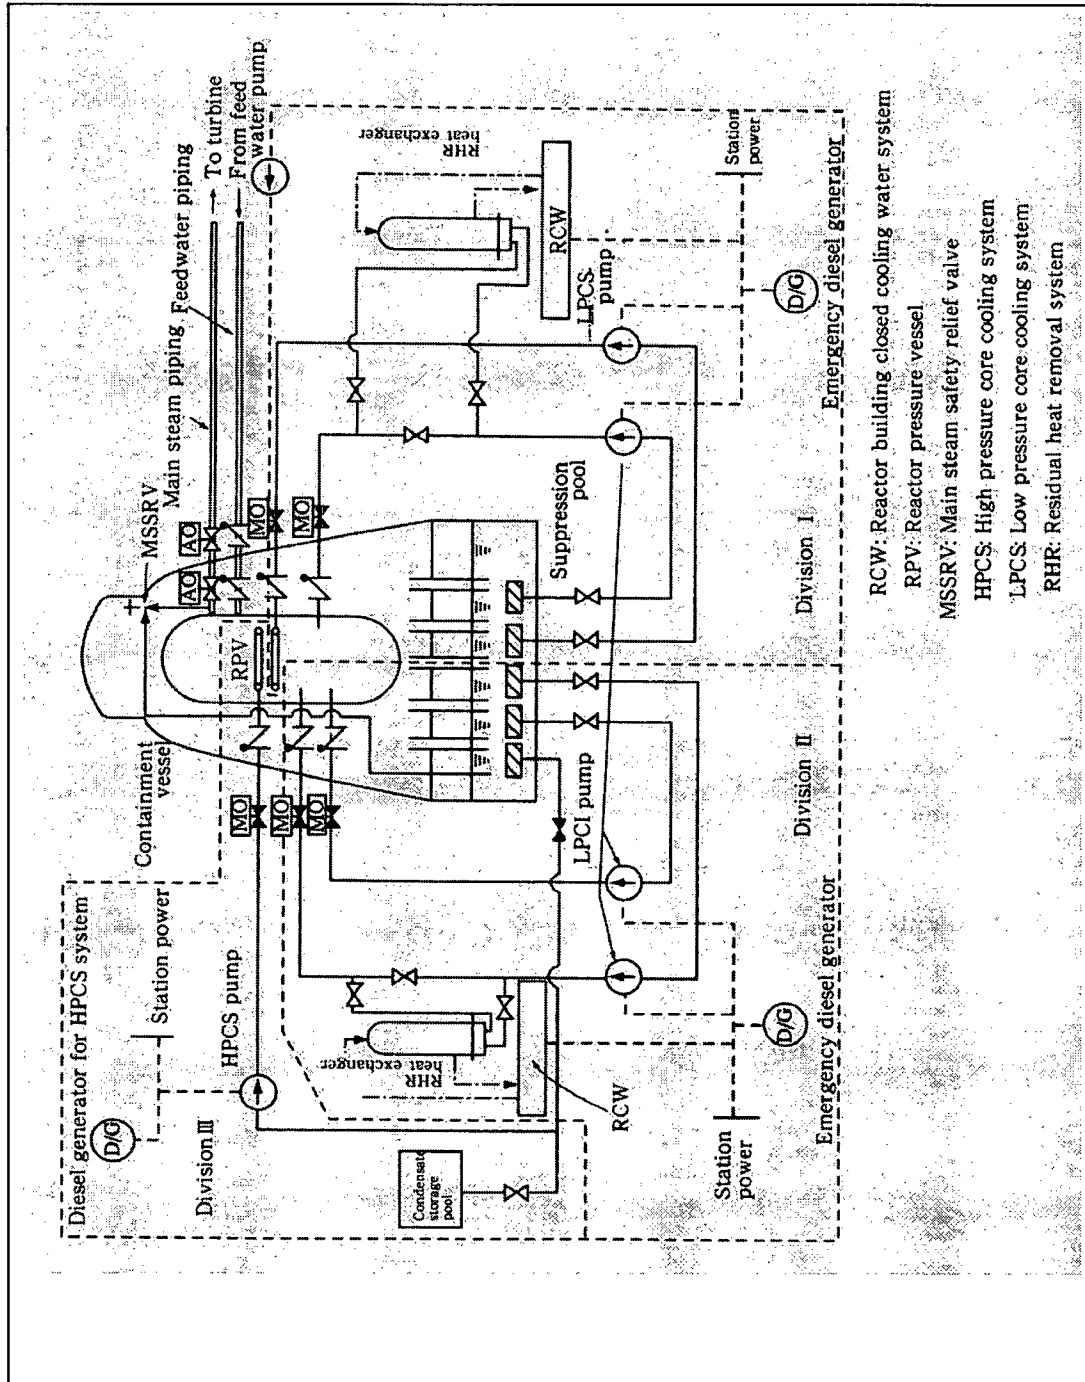 Diesel generator for HPCS system
D/G
Station power
Division III
HPCS pump
Condensate
storage
pool
RHR
heat exchanger
RCW
Station
power
D/G
Emergency diesel generator
Containment
vessel
MO
MO
MO
LPCI pump
Division II
RPV
MSSRV
AO
AO
MO
MO
Main steam piping
Feedwater piping
To turbine
From feed
water pump
Suppression
pool
Division I
RHR
heat exchanger
RCW
LPCS
pump
Station
power
D/G
Emergency diesel generator
RCW: Reactor building closed cooling water system
RPV: Reactor pressure vessel
MSSRV: Main steam safety relief valve
HPCS: High pressure core cooling system
LPCS: Low pressure core cooling system
RHR: Residual heat removal system